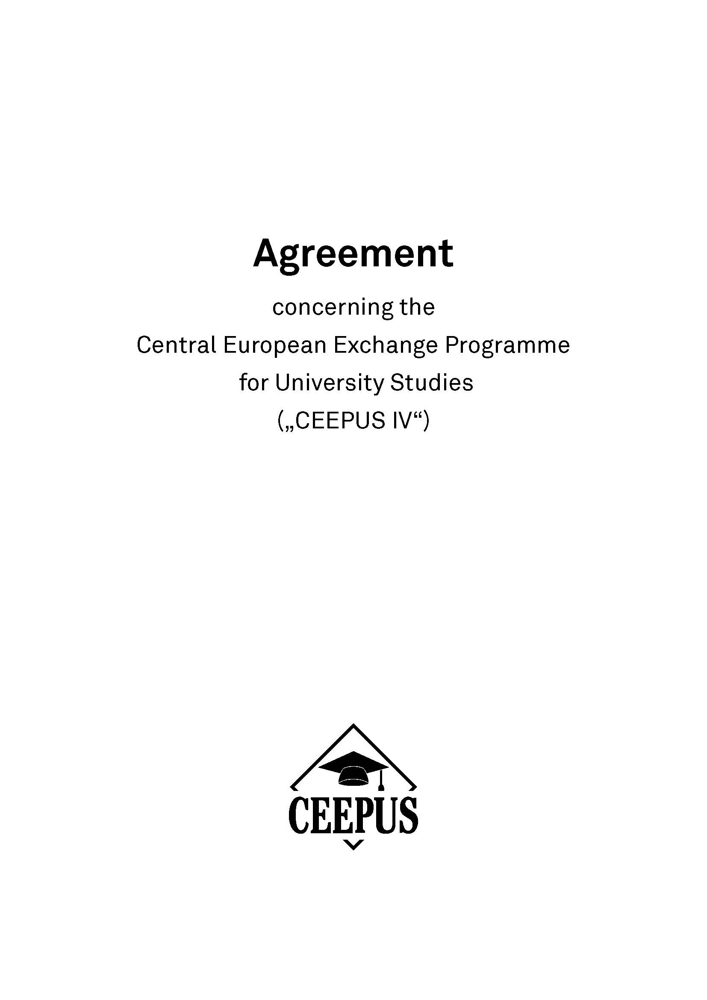 Agreement
concerning the
Central European Exchange Programme
for University Studies
(„CEEPUS IV“)
CEEPUS